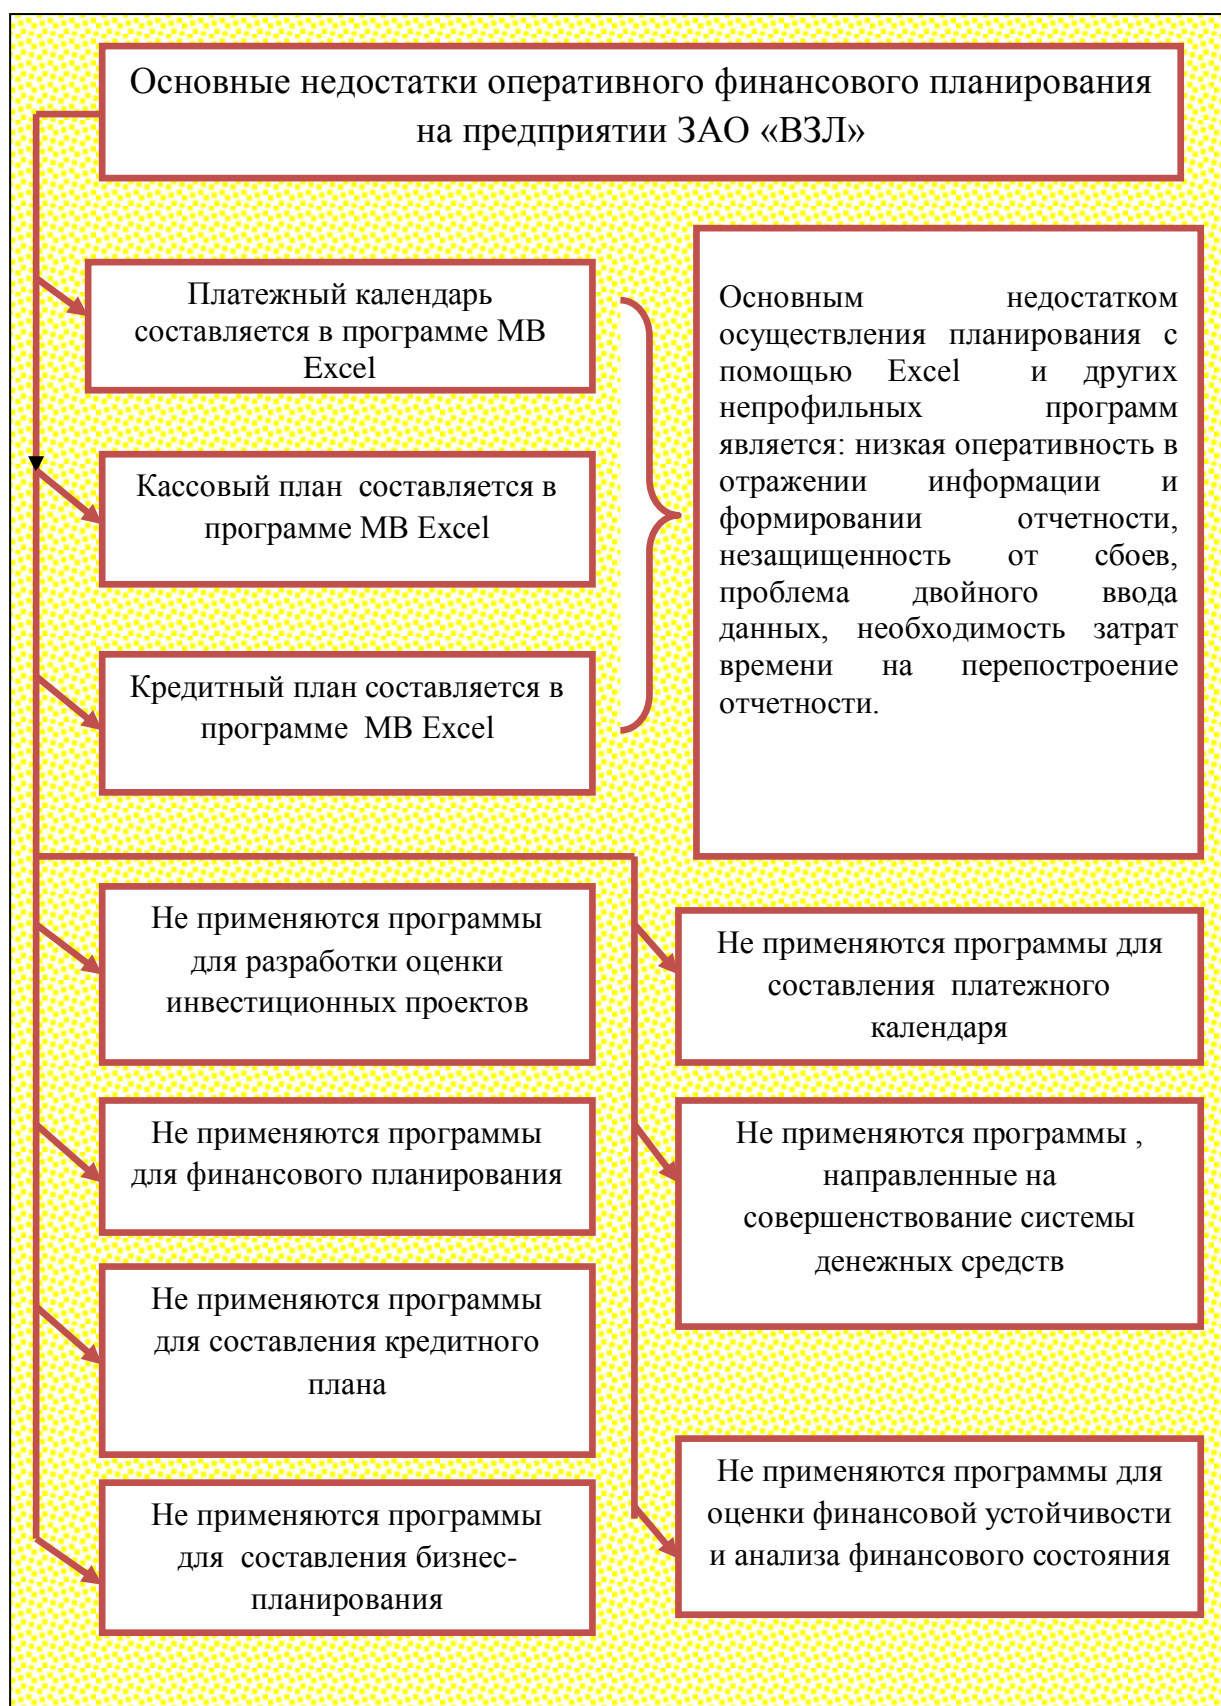 Основные недостатки оперативного финансового планирования
на предприятии ЗАО «ВЗЛ»
Платежный календарь
составляется в программе МВ
Excel
Кассовый план составляется в
программе МВ Excel
Кредитный план составляется в
программе МВ Excel
Основным недостатком
осуществления планирования с
помощью Excel и других
непрофильных программ
является: низкая оперативность в
отражении информации и
формировании отчетности,
незащищенность от сбоев,
проблема двойного ввода
данных, необходимость затрат
времени на перепостроение
отчетности.
Не применяются программы
для разработки оценки
инвестиционных проектов
Не применяются программы
для финансового планирования
Не применяются программы
для составления кредитного
плана
Не применяются программы
для составления бизнес-
планирования
Не применяются программы для
составления платежного
календаря
Не применяются программы ,
направленные на
совершенствование системы
денежных средств
Не применяются программы для
оценки финансовой устойчивости
и анализа финансового состояния